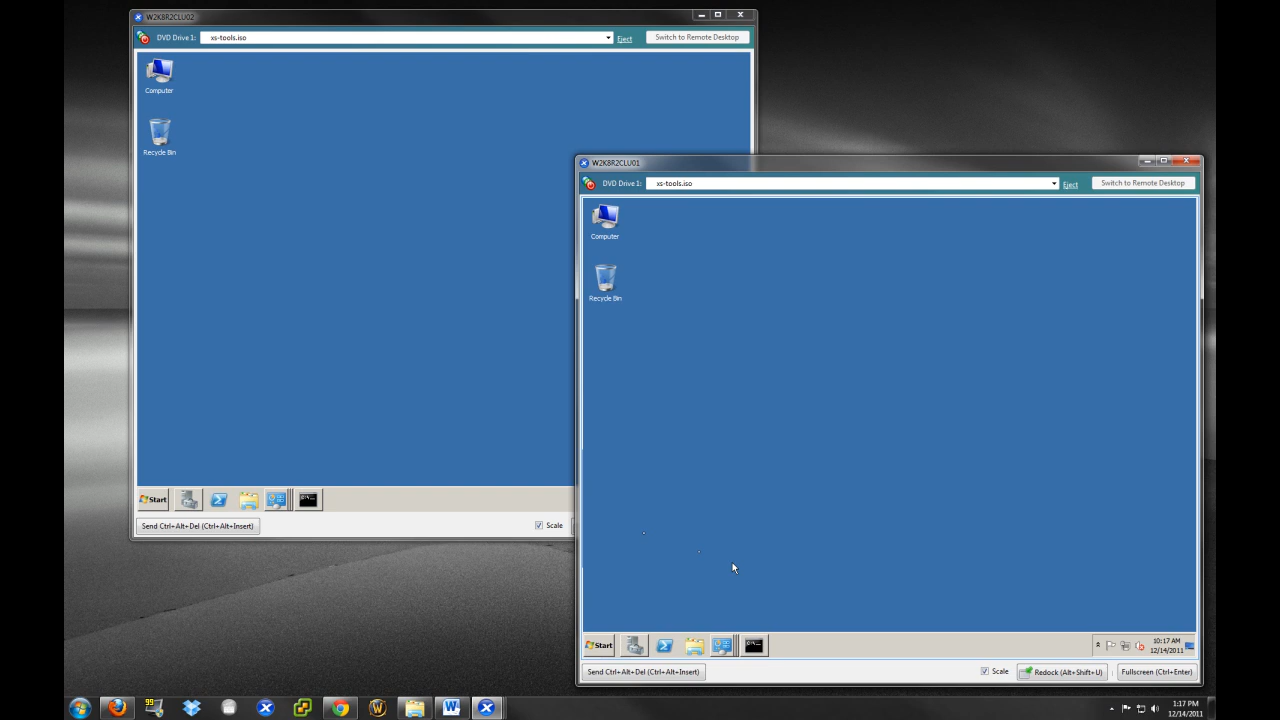 W2K8R2CLU02
DVD Drive 1: xs-tools.iso Eject Switch to Remote Desktop
Computer
Recycle Bin
Start
Send Ctrl+Alt+Del (Ctrl+Alt+Insert) Scale
W2K8R2CLU01
DVD Drive 1: xs-tools.iso Eject Switch to Remote Desktop
Computer
Recycle Bin
Start
10:17 AM
12/14/2011
Send Ctrl+Alt+Del (Ctrl+Alt+Insert) Scale Redock (Alt+Shift+U) Fullscreen (Ctrl+Enter)
99
1:17 PM
12/14/2011